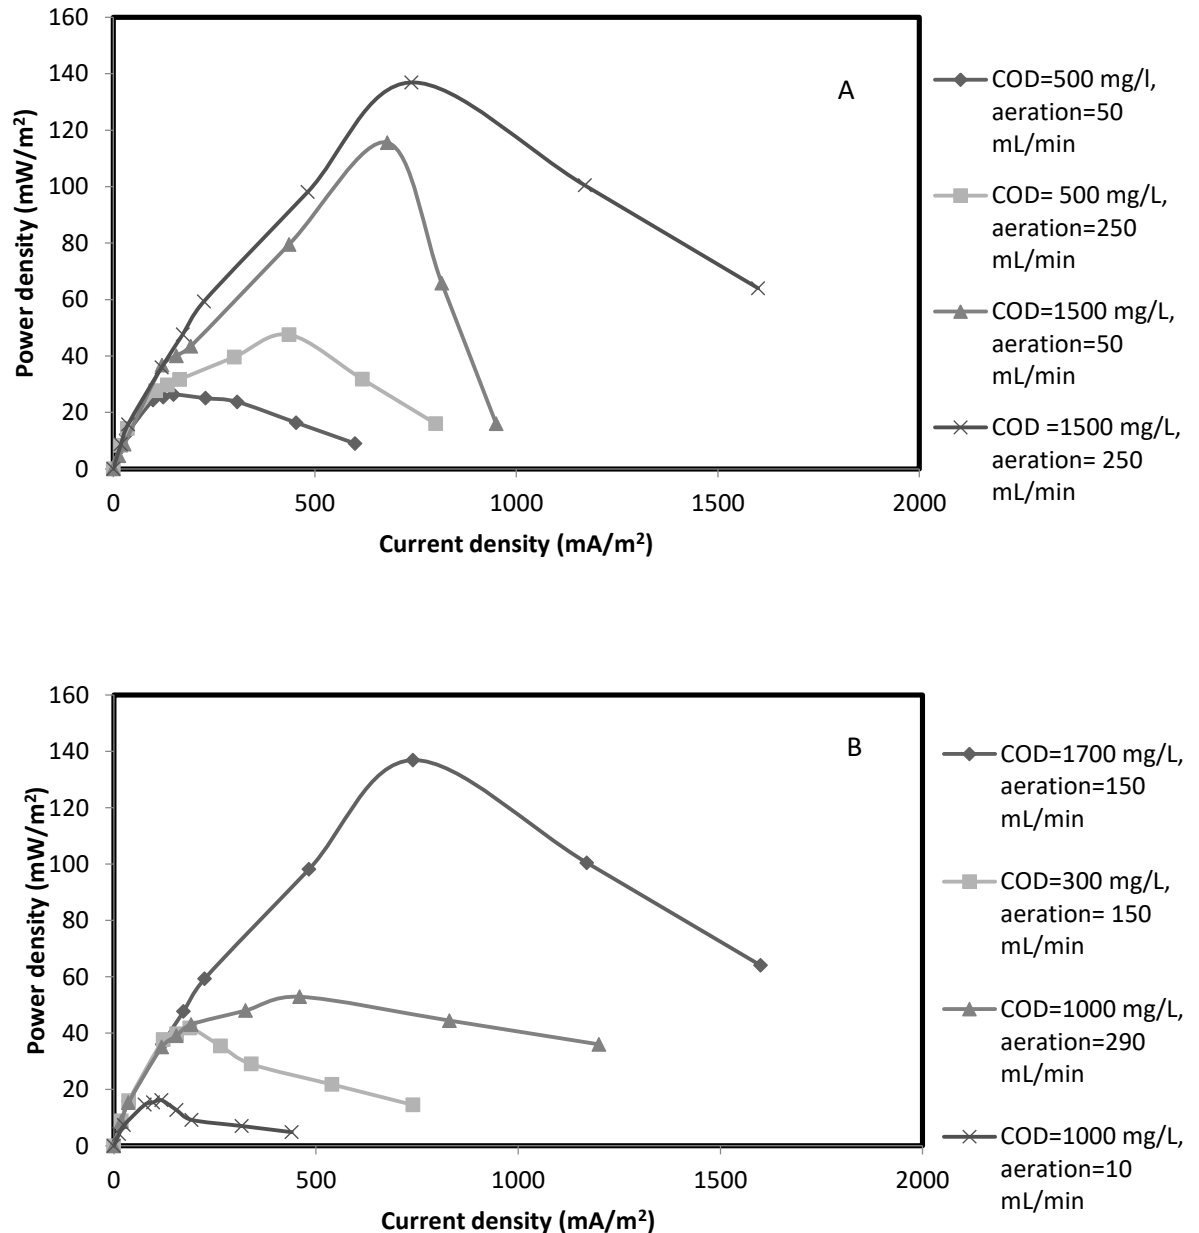 160
140
120
100
80
60
40
20
0
Power density (mW/m²)
0
500
1000
1500
2000
Current density (mA/m²)
A
COD=500 mg/l,
aeration=50
mL/min
COD= 500 mg/L,
aeration=250
mL/min
COD=1500 mg/L,
aeration=50
mL/min
COD =1500 mg/L,
aeration= 250
mL/min
160
140
120
100
80
60
40
20
0
Power density (mW/m²)
0
500
1000
1500
2000
Current density (mA/m²)
B
COD=1700 mg/L,
aeration=150
mL/min
COD=300 mg/L,
aeration= 150
mL/min
COD=1000 mg/L,
aeration=290
mL/min
COD=1000 mg/L,
aeration=10
mL/min